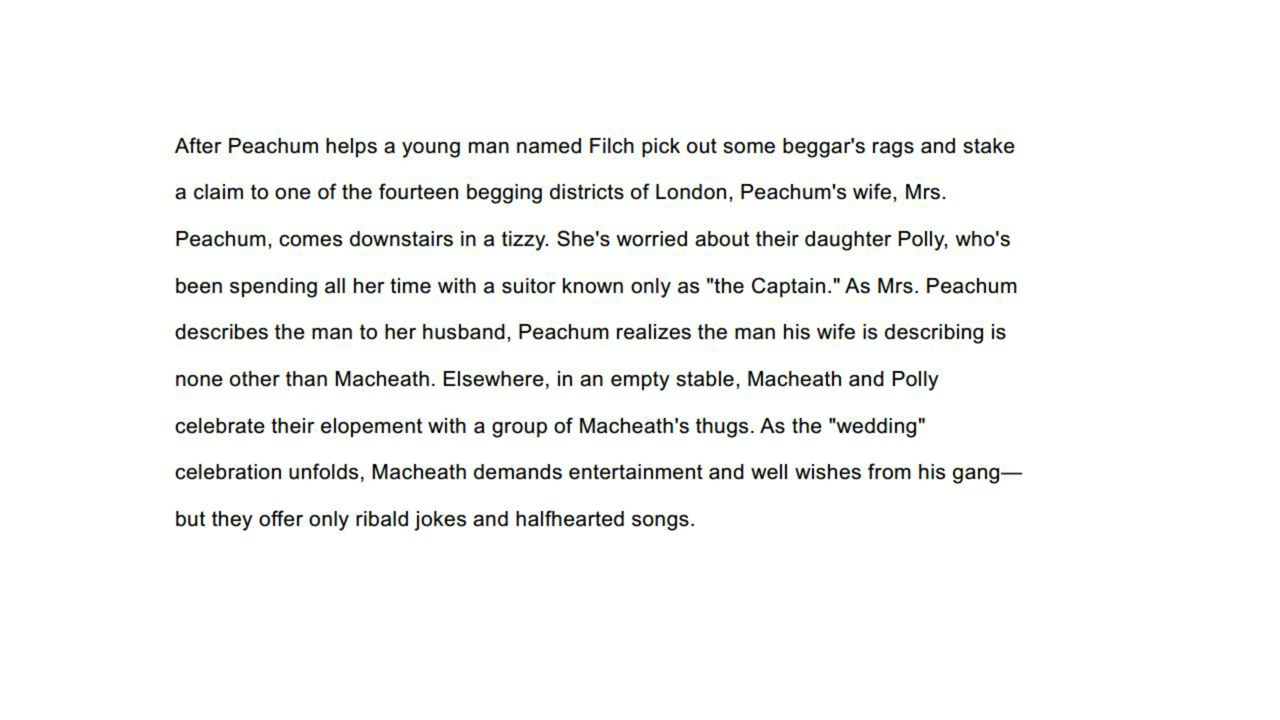 After Peachum helps a young man named Filch pick out some beggar's rags and stake
a claim to one of the fourteen begging districts of London, Peachum's wife, Mrs.
Peachum, comes downstairs in a tizzy. She's worried about their daughter Polly, who's
been spending all her time with a suitor known only as "the Captain." As Mrs. Peachum
describes the man to her husband, Peachum realizes the man his wife is describing is
none other than Macheath. Elsewhere, in an empty stable, Macheath and Polly
celebrate their elopement with a group of Macheath's thugs. As the "wedding"
celebration unfolds, Macheath demands entertainment and well wishes from his gang—
but they offer only ribald jokes and halfhearted songs.